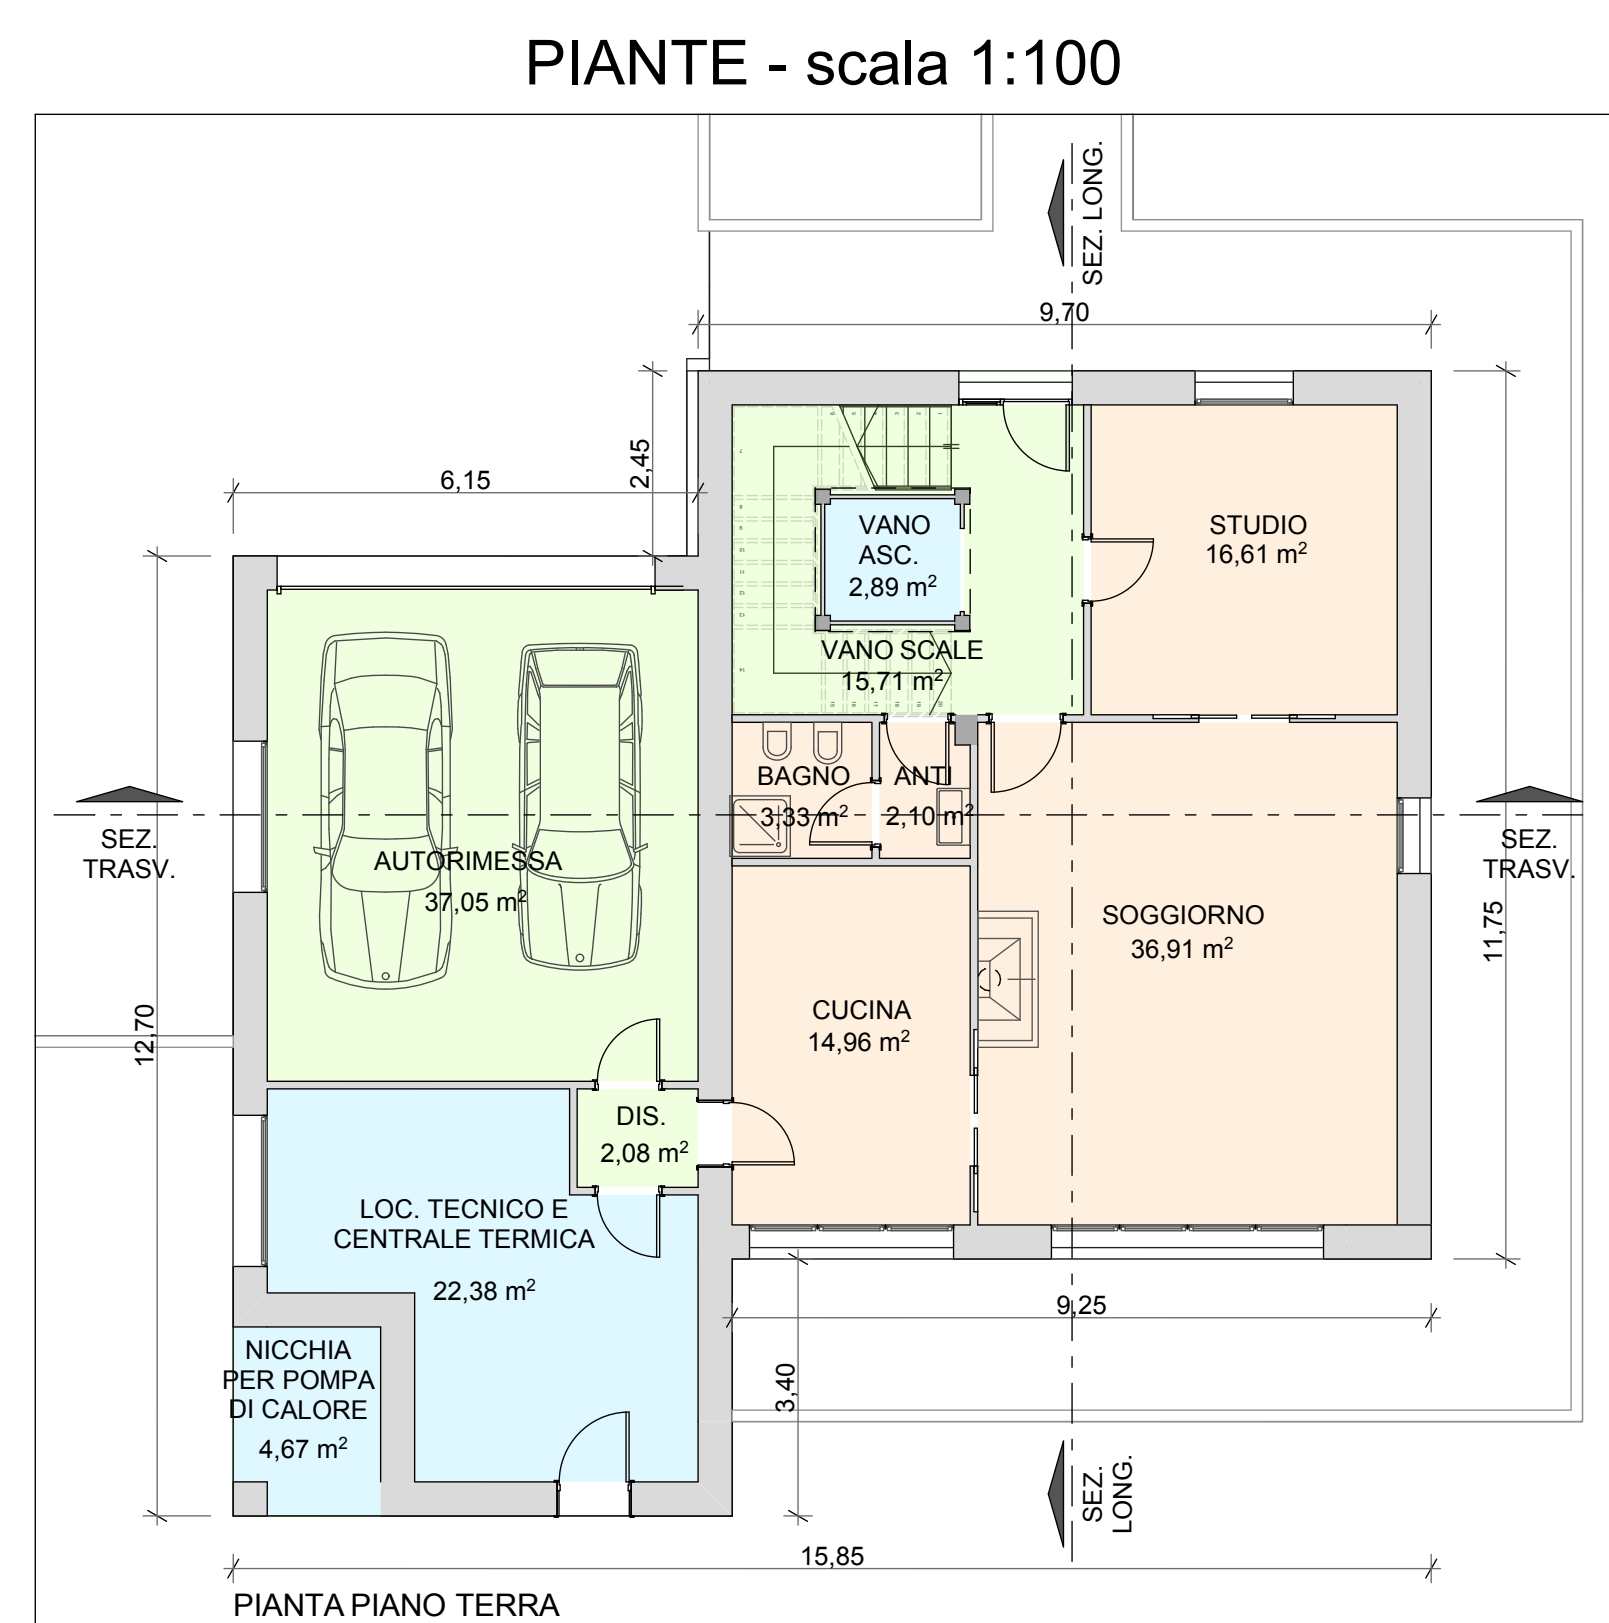 PIANTE - scala 1:100
SEZ. LONG.
9,70
2,45
6,15
VANO
ASC.
2,89 m²
STUDIO
16,61 m²
VANO SCALE
15,71 m²
BAGNO
3,33 m²
ANTI
2,10 m²
SEZ.
TRASV.
SEZ.
TRASV.
AUTORIMESSA
37,05 m²
SOGGIORNO
36,91 m²
11,75
CUCINA
14,96 m²
12,70
DIS.
2,08 m²
LOC. TECNICO E
CENTRALE TERMICA
22,38 m²
9,25
NICCHIA
PER POMPA
DI CALORE
4,67 m²
3,40
SEZ.
LONG.
15,85
PIANTA PIANO TERRA